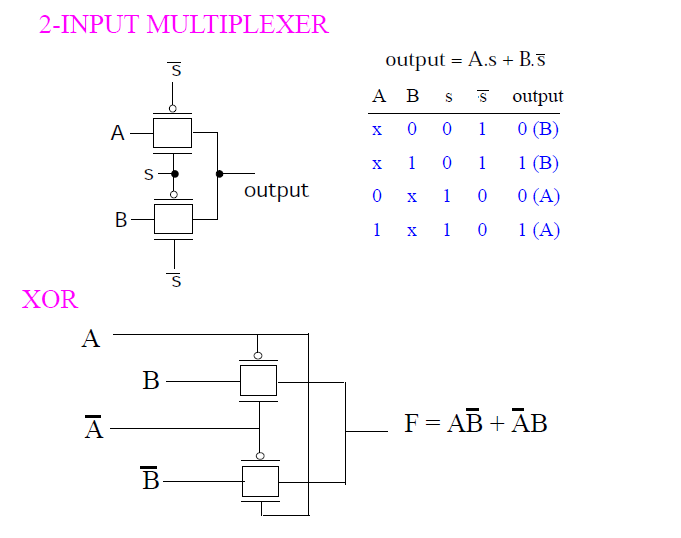 2-INPUT MULTIPLEXER
output = A.s + B.s̅
s̅
A B s s̅ output
A
x 0 0 1 0 (B)
x 1 0 1 1 (B)
s
output
0 x 1 0 0 (A)
B
1 x 1 0 1 (A)
s̅
XOR
A
B
A̅
F = AB̅ + A̅B
B̅